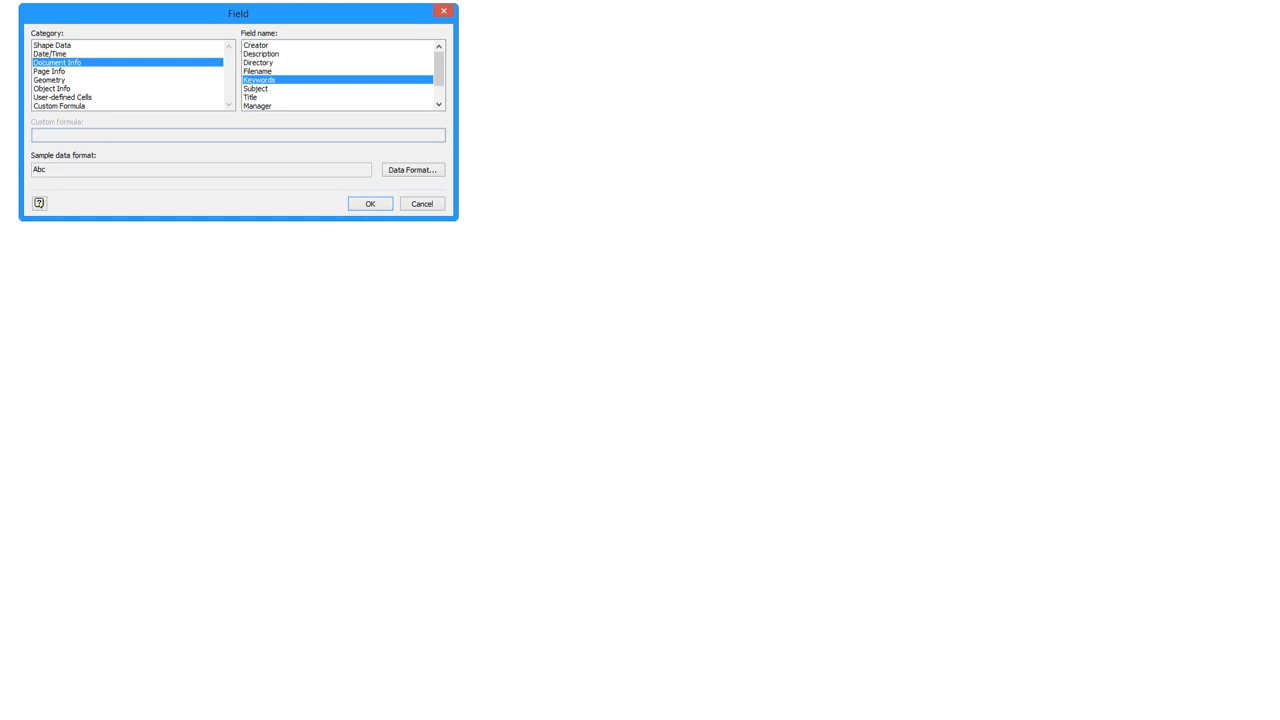 Field
Category:
Shape Data
Date/Time
Document Info
Page Info
Geometry
Object Info
User-defined Cells
Custom Formula
Field name:
Creator
Description
Directory
Filename
Keywords
Subject
Title
Manager
Custom formula:
Sample data format:
Abc
Data Format...
?
OK
Cancel